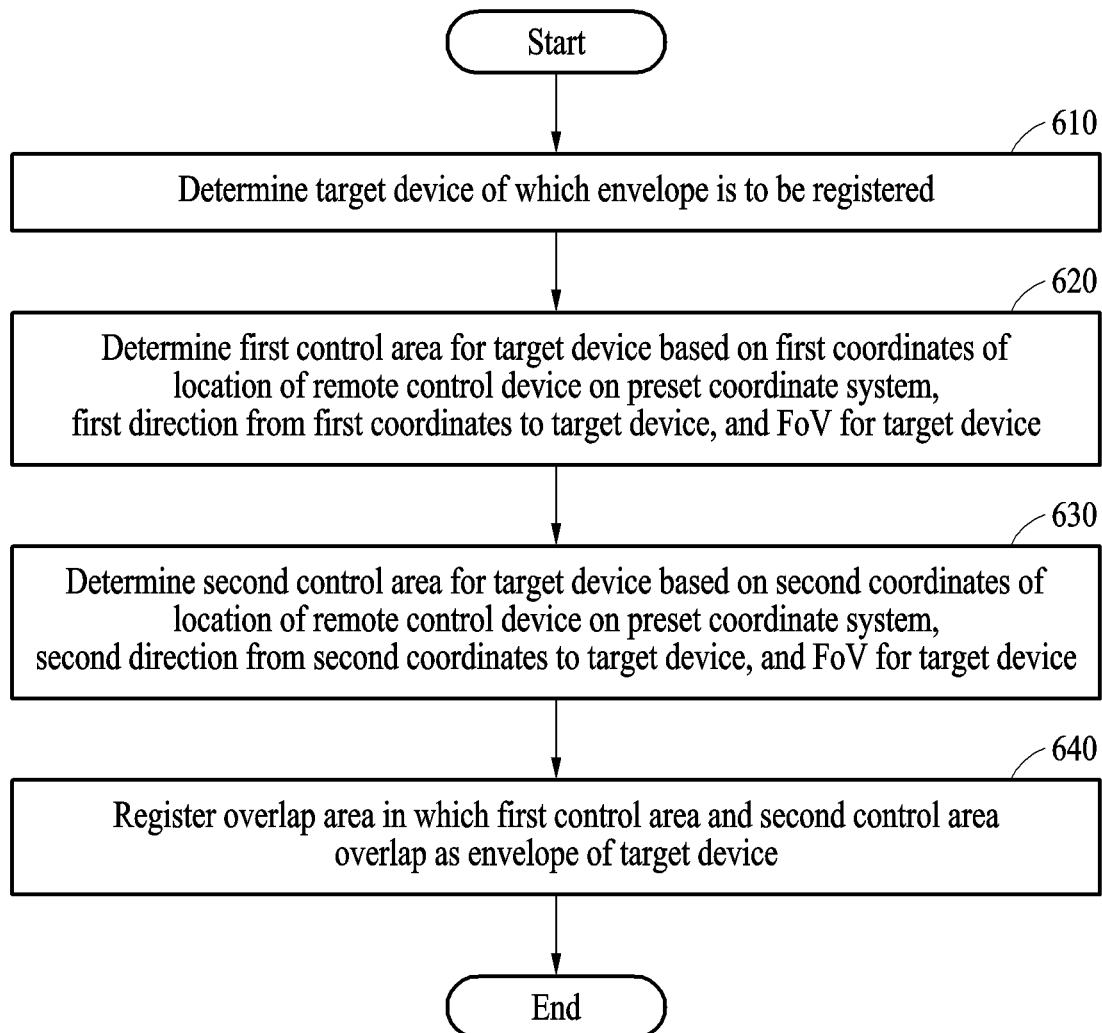 Start
610
Determine target device of which envelope is to be registered
620
Determine first control area for target device based on first coordinates of
location of remote control device on preset coordinate system,
first direction from first coordinates to target device, and FoV for target device
630
Determine second control area for target device based on second coordinates of
location of remote control device on preset coordinate system,
second direction from second coordinates to target device, and FoV for target device
640
Register overlap area in which first control area and second control area
overlap as envelope of target device
End